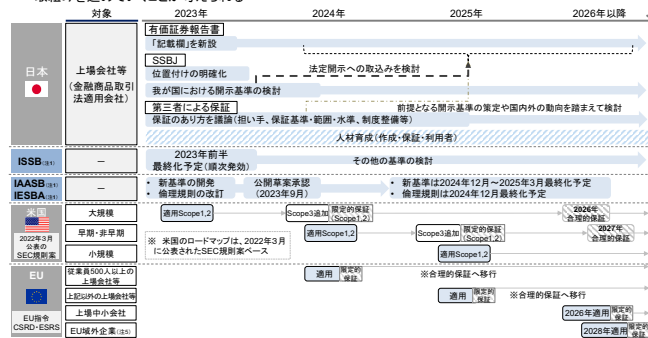 対象
2023年
2024年
2025年
2026年以降
日本
上場会社等
(金融商品取引
法適用会社)
有価証券報告書
「記載欄」を新設
SSBJ
位置付けの明確化
法定開示への取込みを検討
我が国における開示基準の検討
第三者による保証
前提となる開示基準の策定や国内外の動向を踏まえて検討
保証のあり方を議論(担い手、保証基準・範囲・水準、制度整備等)
人材育成(作成・保証・利用者)
ISSB(注1)
－
2023年前半
最終化予定(順次発効)
その他の基準の検討
IAASB(注1)
IESBA(注1)
－
• 新基準の開発
• 倫理規則の改訂
公開草案承認
(2023年9月)
• 新基準は2024年12月～2025年3月最終化予定
• 倫理規則は2024年12月最終化予定
米国
2022年3月
公表の
SEC規則案
大規模
適用Scope1,2
Scope3追加
限定的保証
(Scope1,2)
2026年
合理的保証
早期・非早期
適用Scope1,2
Scope3追加
限定的保証
(Scope1,2)
2027年
合理的保証
小規模
適用Scope1,2
※ 米国のロードマップは、2022年3月
に公表されたSEC規則案ベース
EU
EU指令
CSRD・ESRS
従業員500人以上の
上場会社等
適用
限定的
保証
※合理的保証へ移行
上記以外の上場会社等
適用
限定的
保証
※合理的保証へ移行
上場中小会社
2026年適用
限定的
保証
EU域外企業(注5)
2028年適用
限定的
保証